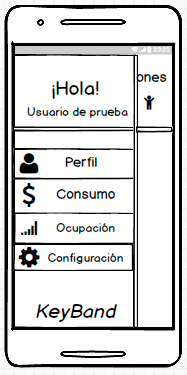 ¡Hola!
ones
Usuario de prueba
Perfil
$ Consumo
Ocupación
Configuración
KeyBand